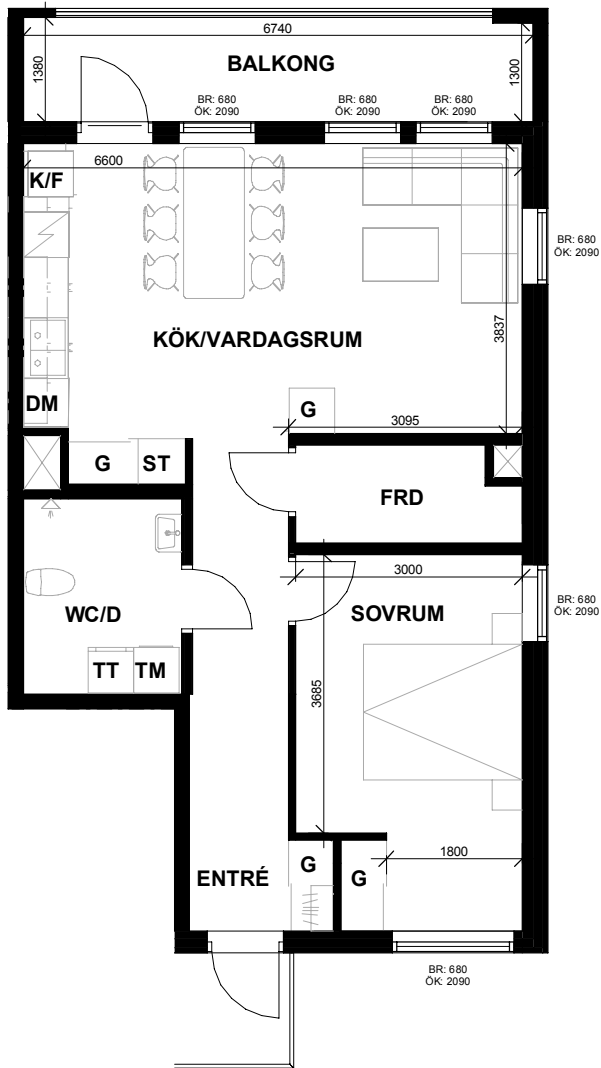 6740
1380
BALKONG
1300
BR: 680
ÖK: 2090
BR: 680
ÖK: 2090
BR: 680
ÖK: 2090
6600
K/F
BR: 680
ÖK: 2090
3837
KÖK/VARDAGSRUM
DM
G
3095
G
ST
FRD
3000
BR: 680
ÖK: 2090
WC/D
SOVRUM
TT
TM
3685
1800
ENTRÉ
G
G
BR: 680
ÖK: 2090